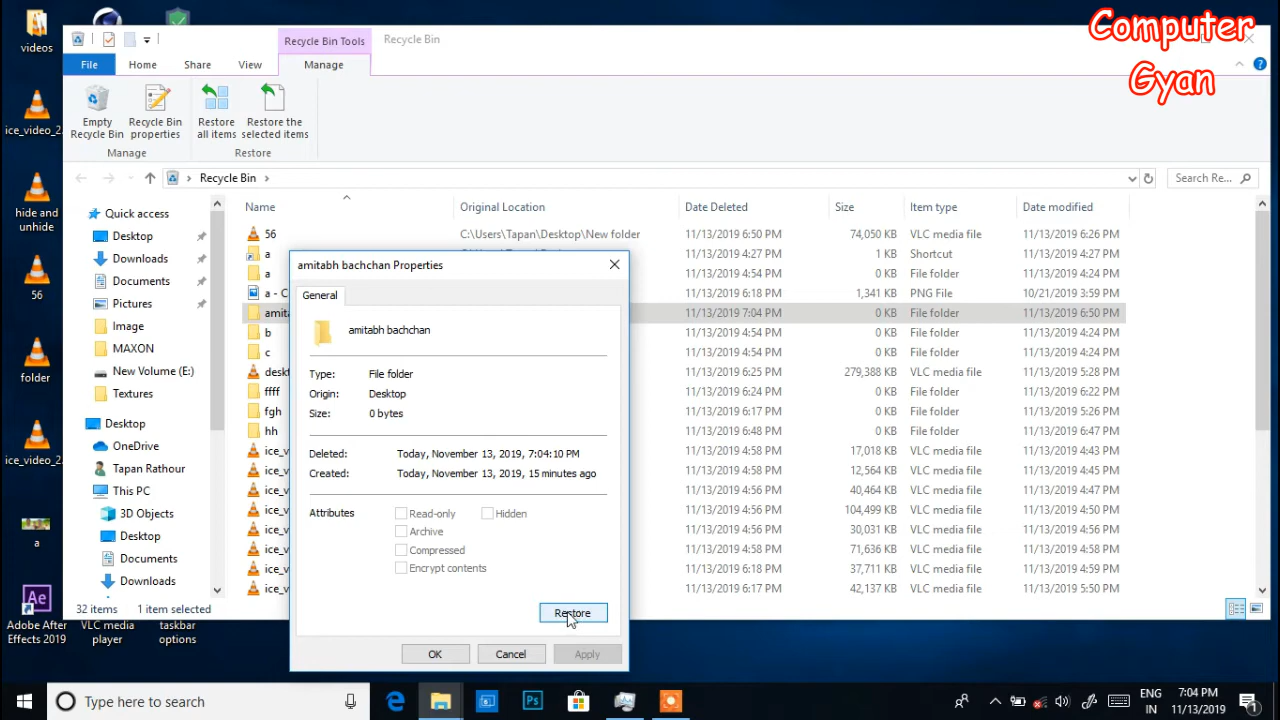 videos
ice_video_2
hide and
unhide
56
folder
ice_video_2
a
Adobe After
Effects 2019
VLC media
player
taskbar
options
Computer
Gyan
Recycle Bin Tools
Recycle Bin
File
Home
Share
View
Manage
Empty
Recycle Bin
Recycle Bin
properties
Restore
all items
Restore the
selected items
Manage
Restore
Recycle Bin
Search Re...
Quick access
Desktop
Downloads
Documents
Pictures
Image
MAXON
New Volume (E:)
Textures
Desktop
OneDrive
Tapan Rathour
This PC
3D Objects
Desktop
Documents
Downloads
Name Original Location Date Deleted Size Item type Date modified
56 C:\Users\Tapan\Desktop\New folder 11/13/2019 6:50 PM 74,050 KB VLC media file 11/13/2019 6:26 PM
a 11/13/2019 4:27 PM 1 KB Shortcut 11/13/2019 4:27 PM
a 11/13/2019 4:54 PM 0 KB File folder 11/13/2019 4:24 PM
a - C 11/13/2019 6:18 PM 1,341 KB PNG File 10/21/2019 3:59 PM
amita 11/13/2019 7:04 PM 0 KB File folder 11/13/2019 6:50 PM
b 11/13/2019 4:54 PM 0 KB File folder 11/13/2019 4:24 PM
c 11/13/2019 4:54 PM 0 KB File folder 11/13/2019 4:24 PM
deskt 11/13/2019 6:25 PM 279,388 KB VLC media file 11/13/2019 5:28 PM
ffff 11/13/2019 6:24 PM 0 KB File folder 11/13/2019 6:21 PM
fgh 11/13/2019 6:17 PM 0 KB File folder 11/13/2019 5:26 PM
hh 11/13/2019 6:48 PM 0 KB File folder 11/13/2019 6:47 PM
ice_v 11/13/2019 4:58 PM 17,018 KB VLC media file 11/13/2019 4:43 PM
ice_v 11/13/2019 4:58 PM 12,564 KB VLC media file 11/13/2019 4:45 PM
ice_v 11/13/2019 4:56 PM 40,464 KB VLC media file 11/13/2019 4:47 PM
ice_v 11/13/2019 4:58 PM 104,499 KB VLC media file 11/13/2019 4:55 PM
ice_v 11/13/2019 4:56 PM 30,031 KB VLC media file 11/13/2019 4:56 PM
ice_v 11/13/2019 4:58 PM 71,636 KB VLC media file 11/13/2019 4:58 PM
ice_v 11/13/2019 6:18 PM 37,711 KB VLC media file 11/13/2019 4:59 PM
ice_v 11/13/2019 6:17 PM 42,137 KB VLC media file 11/13/2019 5:50 PM
32 items 1 item selected
amitabh bachchan Properties
General
amitabh bachchan
Type: File folder
Origin: Desktop
Size: 0 bytes
Deleted: Today, November 13, 2019, 7:04:10 PM
Created: Today, November 13, 2019, 15 minutes ago
Attributes Read-only Hidden
Archive
Compressed
Encrypt contents
Restore
OK Cancel Apply
Type here to search
Ae
Ps
ENG
IN
7:04 PM
11/13/2019
1